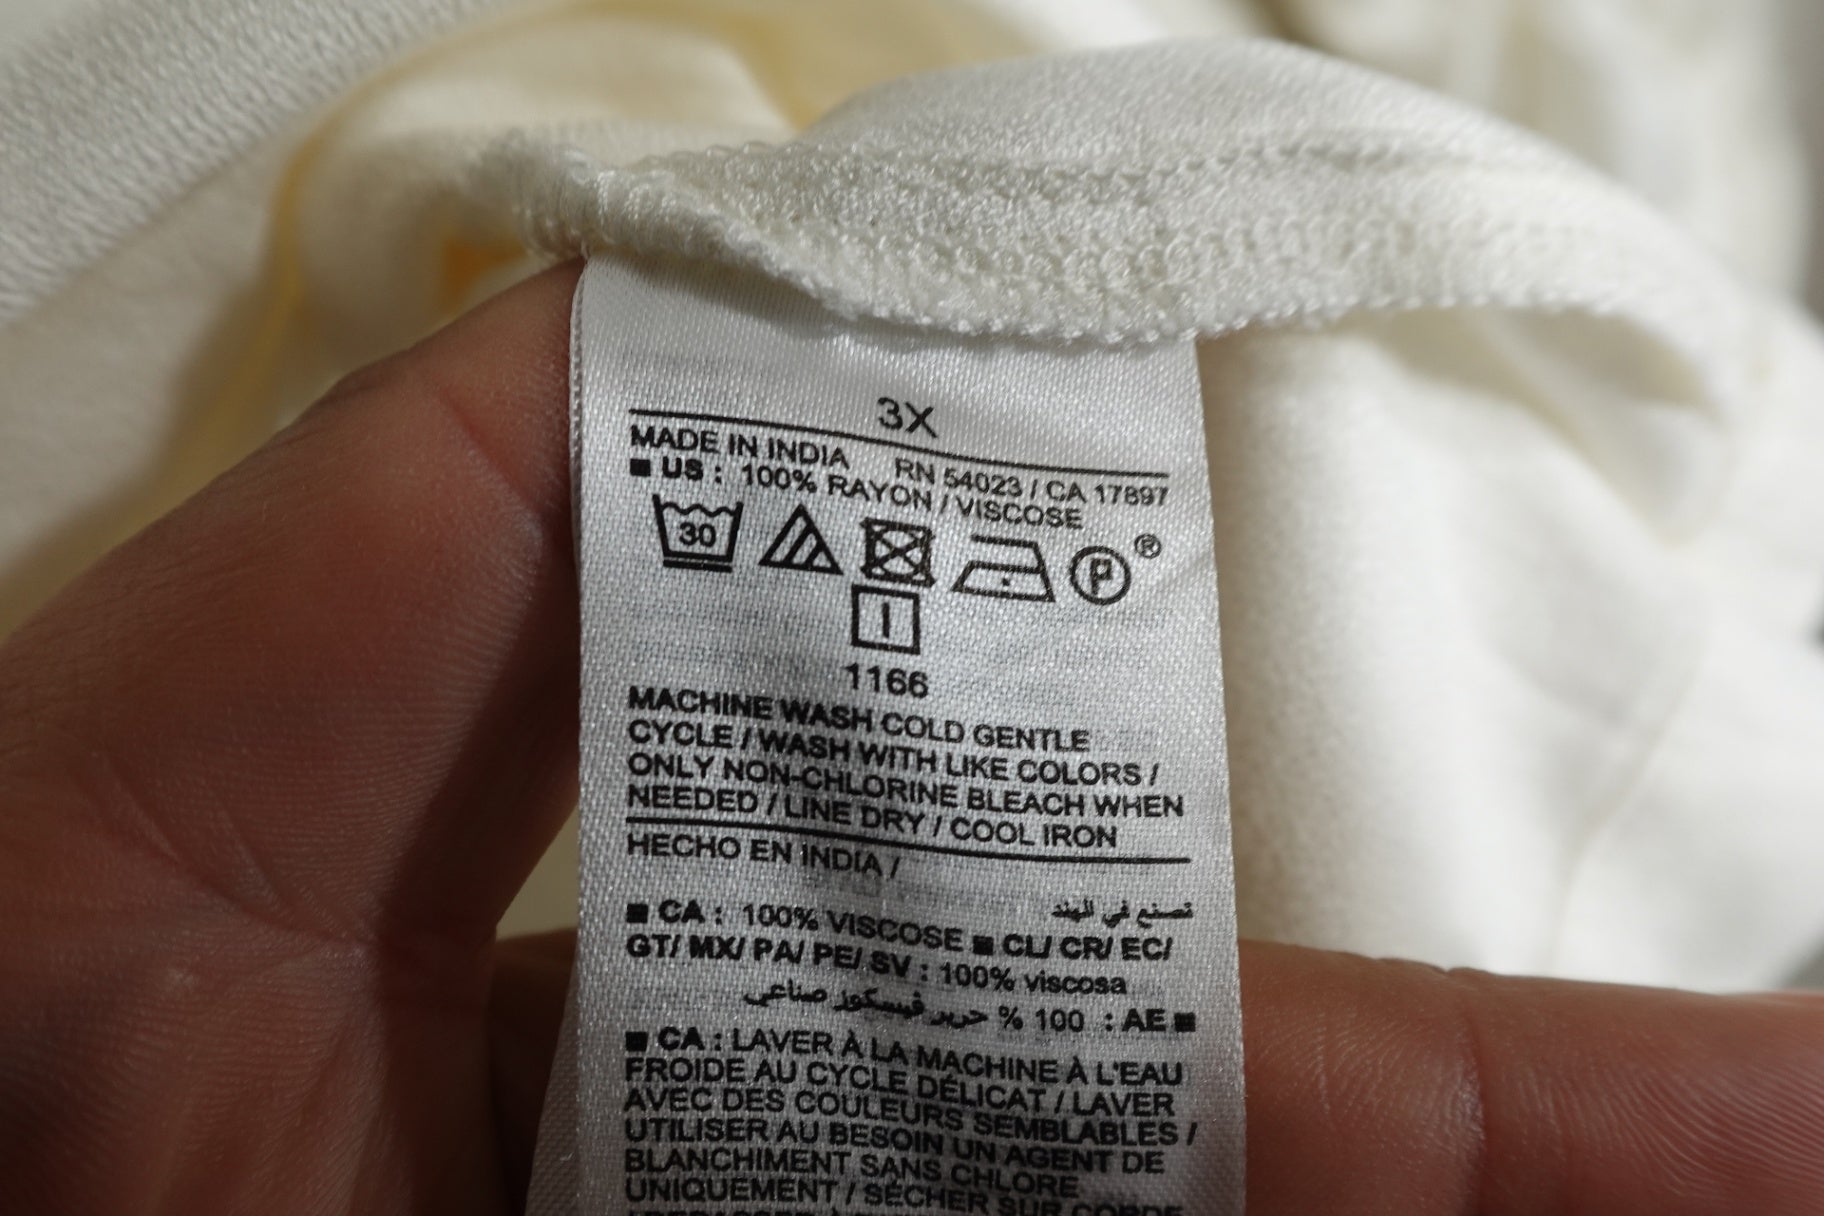 3X
MADE IN INDIA RN 54023 / CA 17897
■ US : 100% RAYON / VISCOSE
30
P ®
1166
MACHINE WASH COLD GENTLE
CYCLE / WASH WITH LIKE COLORS /
ONLY NON-CHLORINE BLEACH WHEN
NEEDED / LINE DRY / COOL IRON
HECHO EN INDIA /
تصنع في الهند
■ CA : 100% VISCOSE ■ CL/ CR/ EC/
GT/ MX/ PA/ PE/ SV : 100% viscosa
■ AE : 100 % حرير فيسكوز صناعي
■ CA : LAVER À LA MACHINE À L'EAU
FROIDE AU CYCLE DÉLICAT / LAVER
AVEC DES COULEURS SEMBLABLES /
UTILISER AU BESOIN UN AGENT DE
BLANCHIMENT SANS CHLORE
UNIQUEMENT / SÉCHER SUR CORDE